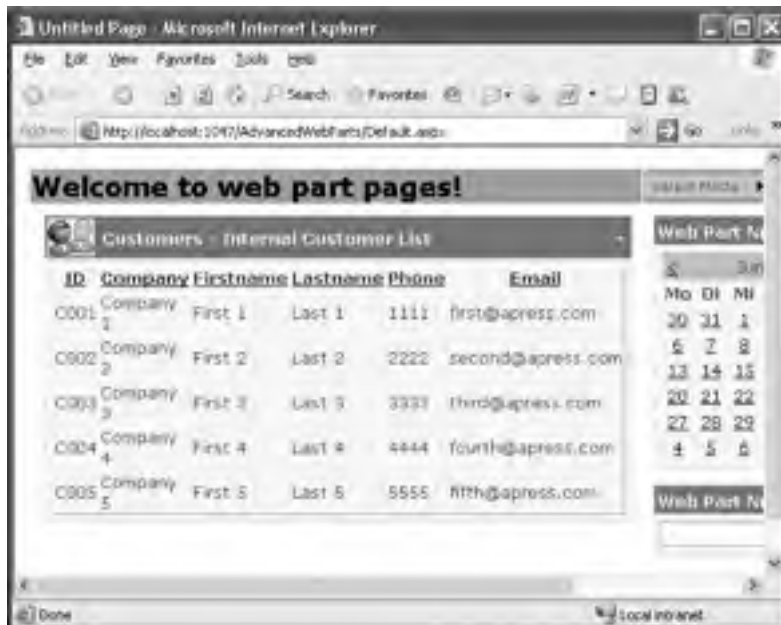 Untitled Page - Microsoft Internet Explorer
File Edit View Favorites Tools Help
Search Favorites
Address http://localhost:1047/AdvancedWebParts/Default.aspx Go Links
Welcome to web part pages!
Customers - Internal Customer List
ID Company Firstname Lastname Phone Email
C001 Company 1 First 1 Last 1 1111 first@apress.com
C002 Company 2 First 2 Last 2 2222 second@apress.com
C003 Company 3 First 3 Last 3 3333 third@apress.com
C004 Company 4 First 4 Last 4 4444 fourth@apress.com
C005 Company 5 First 5 Last 5 5555 fifth@apress.com
Web Part
<
Mo Di Mi
30 31 1
6 7 8
13 14 15
20 21 22
27 28 29
4 5 6
Web Part
Done
Local intranet